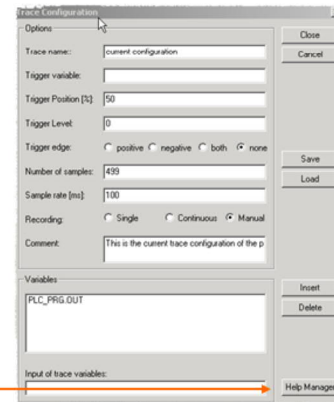 Trace Configuration
Options
Trace name:: current configuration
Trigger variable:
Trigger Position [%]: 50
Trigger Level: 0
Trigger edge: positive negative both none
Number of samples: 499
Sample rate [ms]: 100
Recording: Single Continuous Manual
Comment: This is the current trace configuration of the p
Variables
PLC_PRG.OUT
Input of trace variables:
Close
Cancel
Save
Load
Insert
Delete
Help Manager